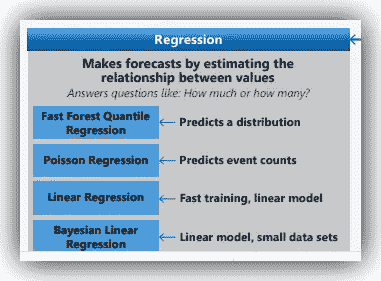 Regression
Makes forecasts by estimating the
relationship between values
Answers questions like: How much or how many?
Fast Forest Quantile
Regression
Predicts a distribution
Poisson Regression
Predicts event counts
Linear Regression
Fast training, linear model
Bayesian Linear
Regression
Linear model, small data sets